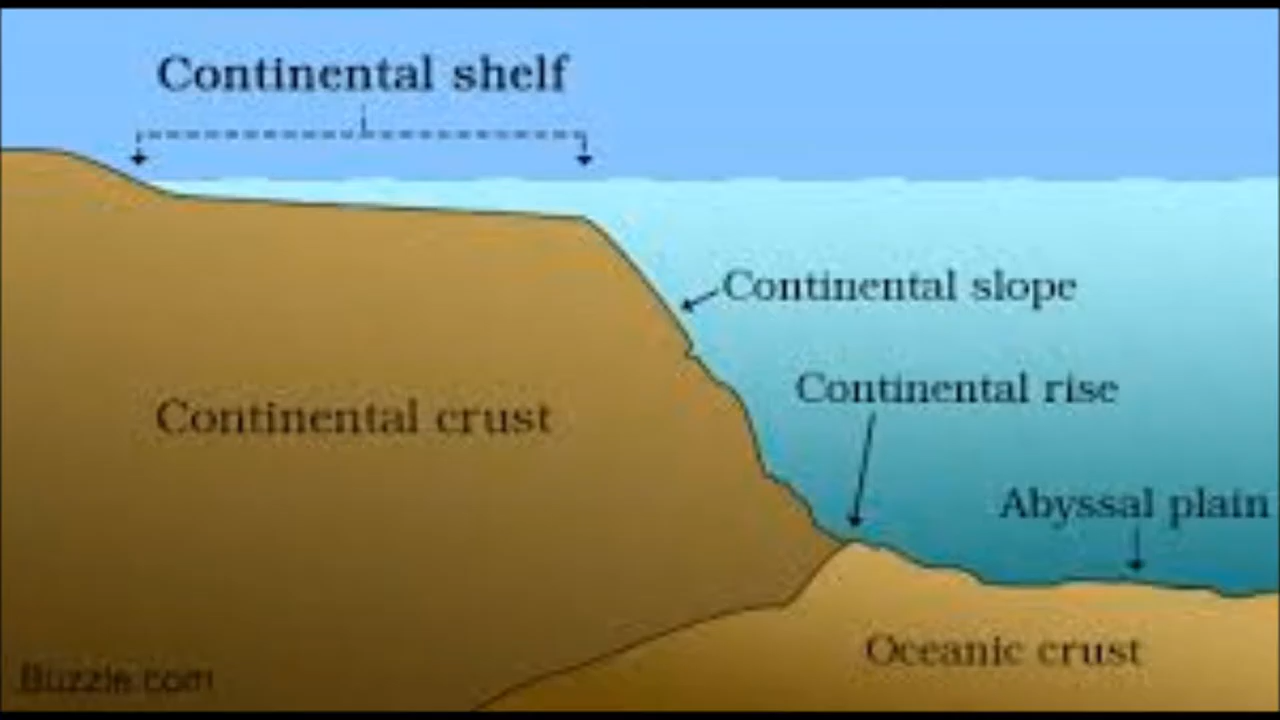 Continental shelf
Continental slope
Continental rise
Continental crust
Abyssal plain
Oceanic crust
Buzzle.com